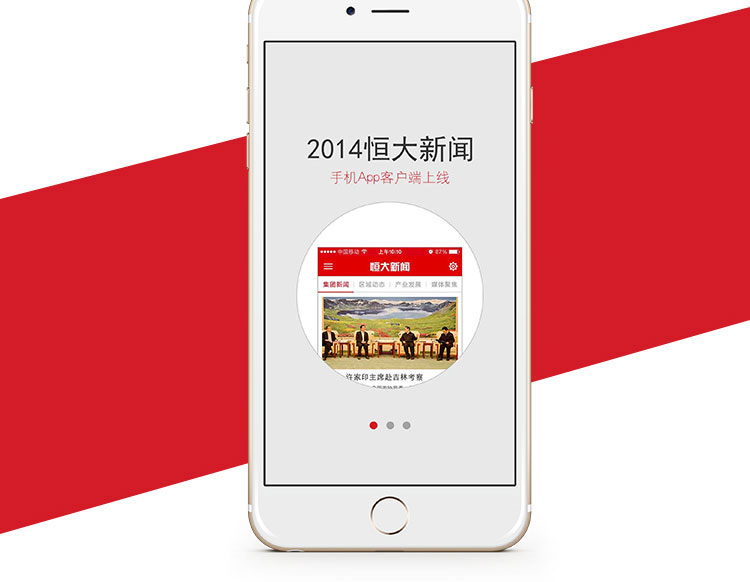 2014恒大新闻
手机App客户端上线
中国移动 上午10:10 87%
恒大新闻
集团新闻 区域动态 产业发展 媒体聚焦
许家印主席赴吉林考察